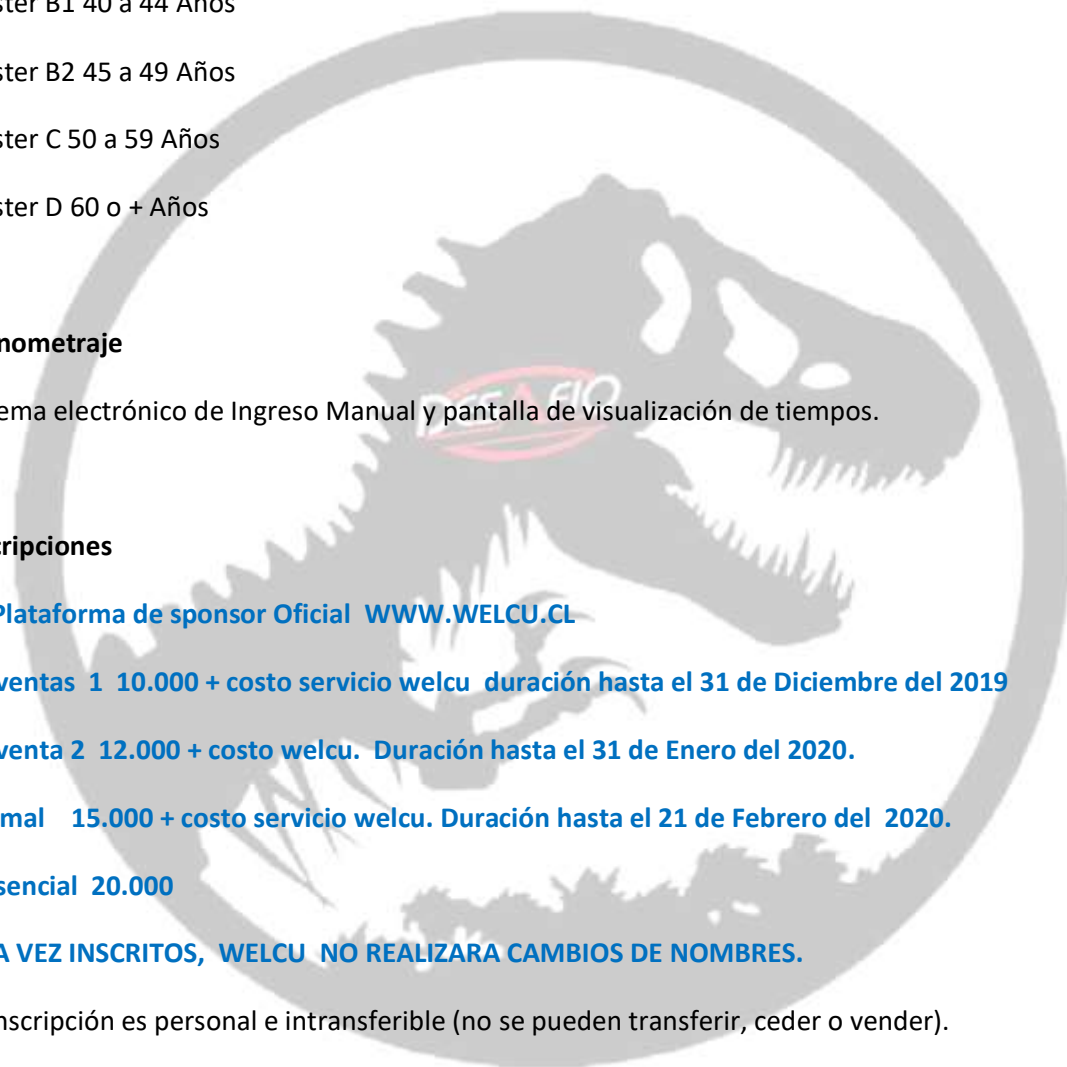 ster B1 40 a 44 Años
ster B2 45 a 49 Años
ster C 50 a 59 Años
ster D 60 o + Años
nometraje
ema electrónico de Ingreso Manual y pantalla de visualización de tiempos.
DESAFIO
cripciones
Plataforma de sponsor Oficial WWW.WELCU.CL
ventas 1 10.000 + costo servicio welcu duración hasta el 31 de Diciembre del 2019
venta 2 12.000 + costo welcu. Duración hasta el 31 de Enero del 2020.
mal 15.000 + costo servicio welcu. Duración hasta el 21 de Febrero del 2020.
sencial 20.000
A VEZ INSCRITOS, WELCU NO REALIZARA CAMBIOS DE NOMBRES.
nscripción es personal e intransferible (no se pueden transferir, ceder o vender).